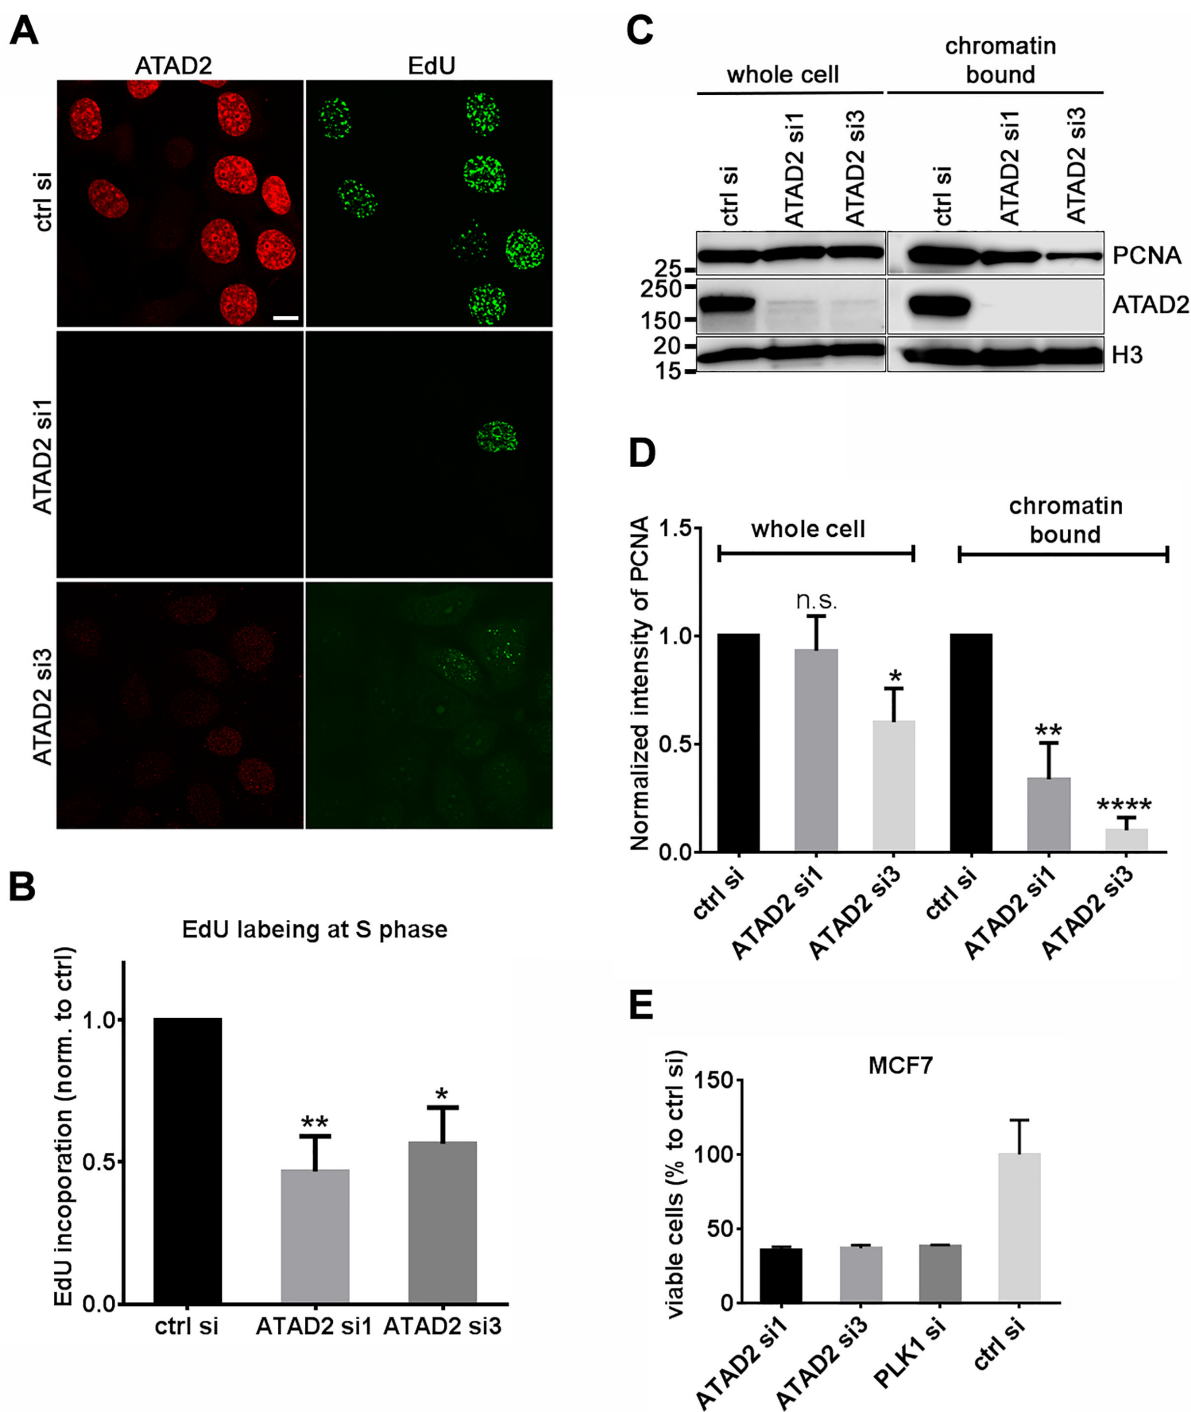 A
ATAD2
EdU
ctrl si
ATAD2 si1
ATAD2 si3
B
EdU labeing at S phase
EdU incoporation (norm. to ctrl)
1.0
0.5
0.0
**
*
ctrl si
ATAD2 si1
ATAD2 si3
C
whole cell
chromatin
bound
ctrl si
ATAD2 si1
ATAD2 si3
ctrl si
ATAD2 si1
ATAD2 si3
25
PCNA
250
150
ATAD2
20
15
H3
D
Normalized intensity of PCNA
1.5
1.0
0.5
0.0
whole cell
chromatin
bound
n.s.
*
**
****
ctrl si
ATAD2 si1
ATAD2 si3
ctrl si
ATAD2 si1
ATAD2 si3
E
MCF7
viable cells (% to ctrl si)
150
100
50
0
ATAD2 si1
ATAD2 si3
PLK1 si
ctrl si